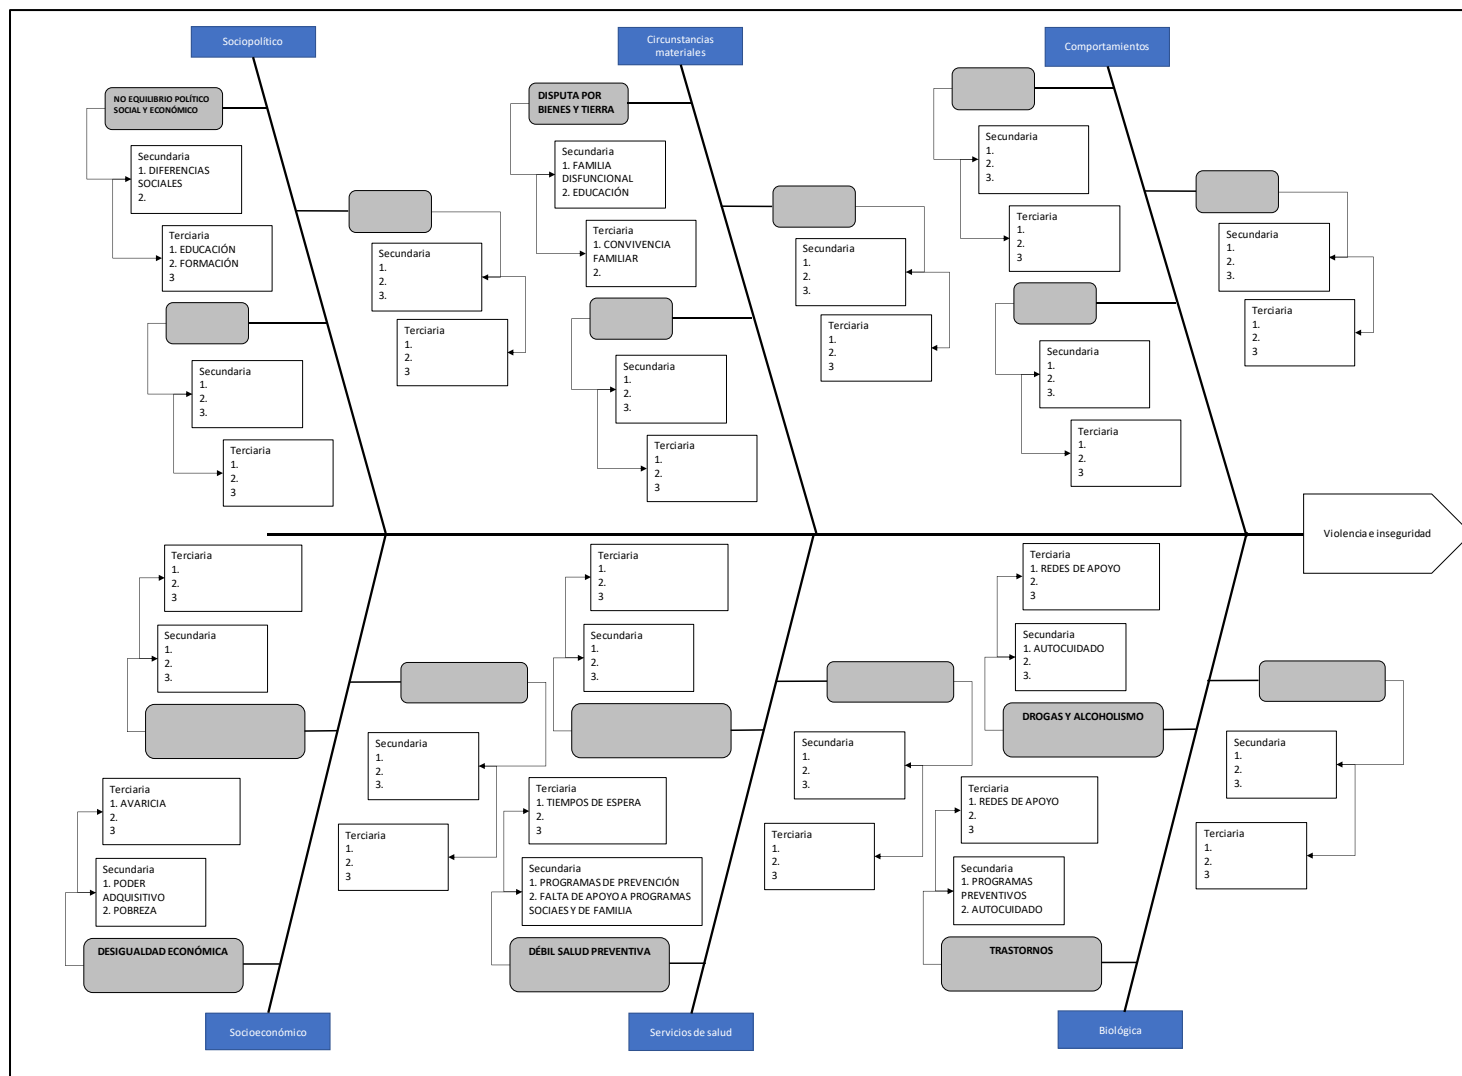 Sociopolítico
Circunstancias
materiales
Comportamientos
NO EQUILIBRIO POLÍTICO
SOCIAL Y ECONÓMICO
Secundaria
1. DIFERENCIAS
SOCIALES
2.
Terciaria
1. EDUCACIÓN
2. FORMACIÓN
3
Secundaria
1.
2.
3.
Terciaria
1.
2.
3
Secundaria
1.
2.
3.
Terciaria
1.
2.
3
DISPUTA POR
BIENES Y TIERRA
Secundaria
1. FAMILIA
DISFUNCIONAL
2. EDUCACIÓN
Terciaria
1. CONVIVENCIA
FAMILIAR
2.
Secundaria
1.
2.
3.
Terciaria
1.
2.
3
Secundaria
1.
2.
3.
Terciaria
1.
2.
3
Secundaria
1.
2.
3.
Terciaria
1.
2.
3
Secundaria
1.
2.
3.
Terciaria
1.
2.
3
Secundaria
1.
2.
3.
Terciaria
1.
2.
3
Violencia e inseguridad
Terciaria
1.
2.
3
Secundaria
1.
2.
3.
Terciaria
1. AVARICIA
2.
3
Secundaria
1. PODER
ADQUISITIVO
2. POBREZA
DESIGUALDAD ECONÓMICA
Secundaria
1.
2.
3.
Terciaria
1.
2.
3
Terciaria
1.
2.
3
Secundaria
1.
2.
3.
Terciaria
1. TIEMPOS DE ESPERA
2.
3
Secundaria
1. PROGRAMAS DE PREVENCIÓN
2. FALTA DE APOYO A PROGRAMAS
SOCIAES Y DE FAMILIA
DÉBIL SALUD PREVENTIVA
Secundaria
1.
2.
3.
Terciaria
1.
2.
3
Terciaria
1. REDES DE APOYO
2.
3
Secundaria
1. AUTOCUIDADO
2.
3.
DROGAS Y ALCOHOLISMO
Terciaria
1. REDES DE APOYO
2.
3
Secundaria
1. PROGRAMAS
PREVENTIVOS
2. AUTOCUIDADO
TRASTORNOS
Secundaria
1.
2.
3.
Terciaria
1.
2.
3
Socioeconómico
Servicios de salud
Biológica